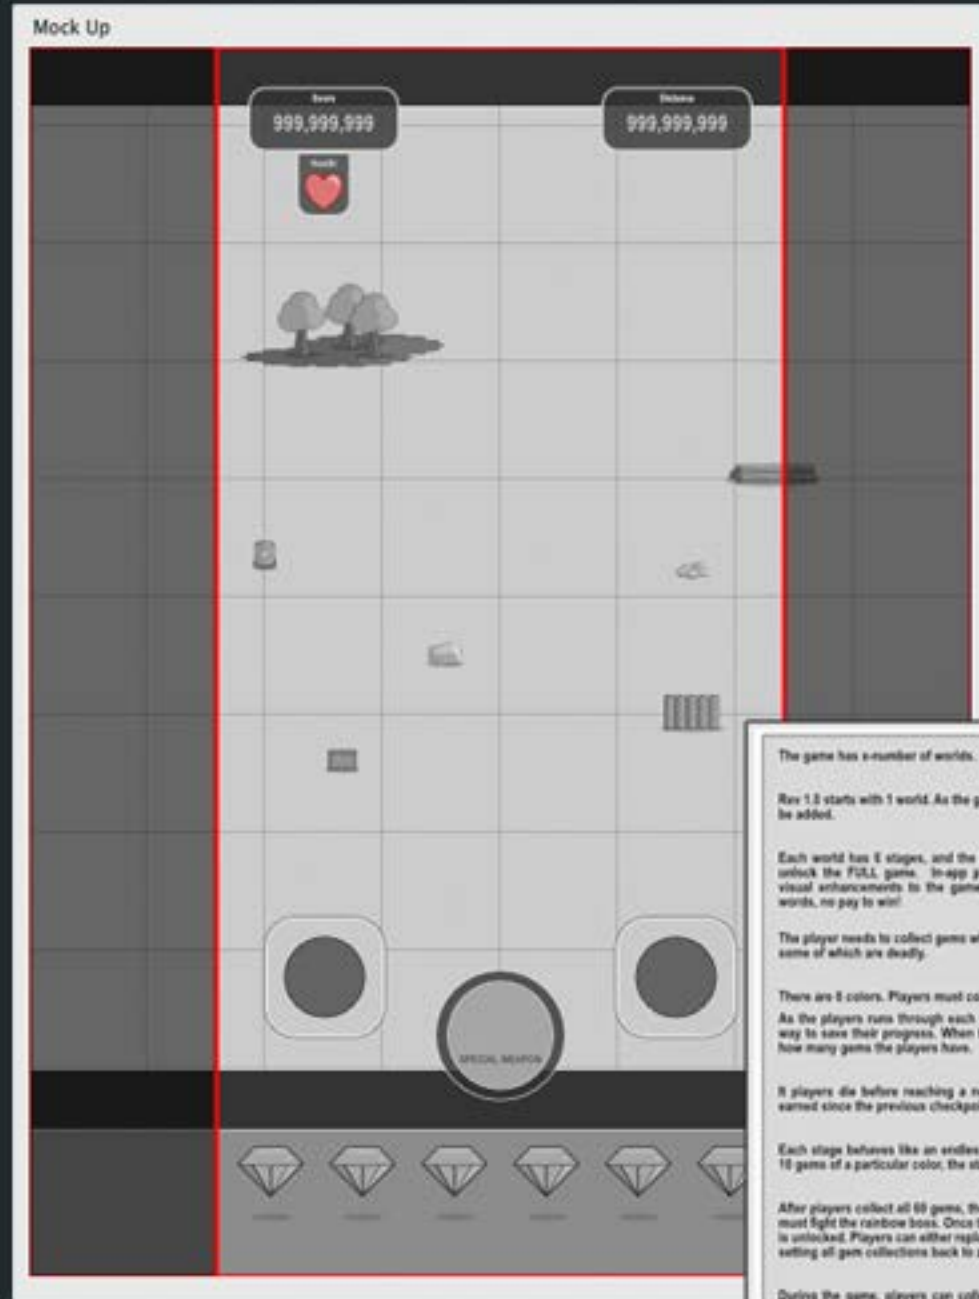 Mock Up
Score
999,999,999
Distance
999,999,999
Health
SPECIAL WEAPON
The game has
number of worlds.
Rev 1.0 starts with 1 world. As the
be added.
Each world has 6 stages, and the
unlock the FULL game. In-app
visual enhancements to the game
words, no pay to win!
The player needs to collect gems
some of which are deadly.
There are 6 colors. Players must
As the players runs through each
way to save their progress. When
how many gems the players have.
It players die before reaching a
earned since the previous
Each stage behaves like an
10 gems of a particular color, the
After players collect all 60 gems,
must fight the rainbow boss. Once
is unlocked. Players can either
setting all gem collections back to
During the game, players can